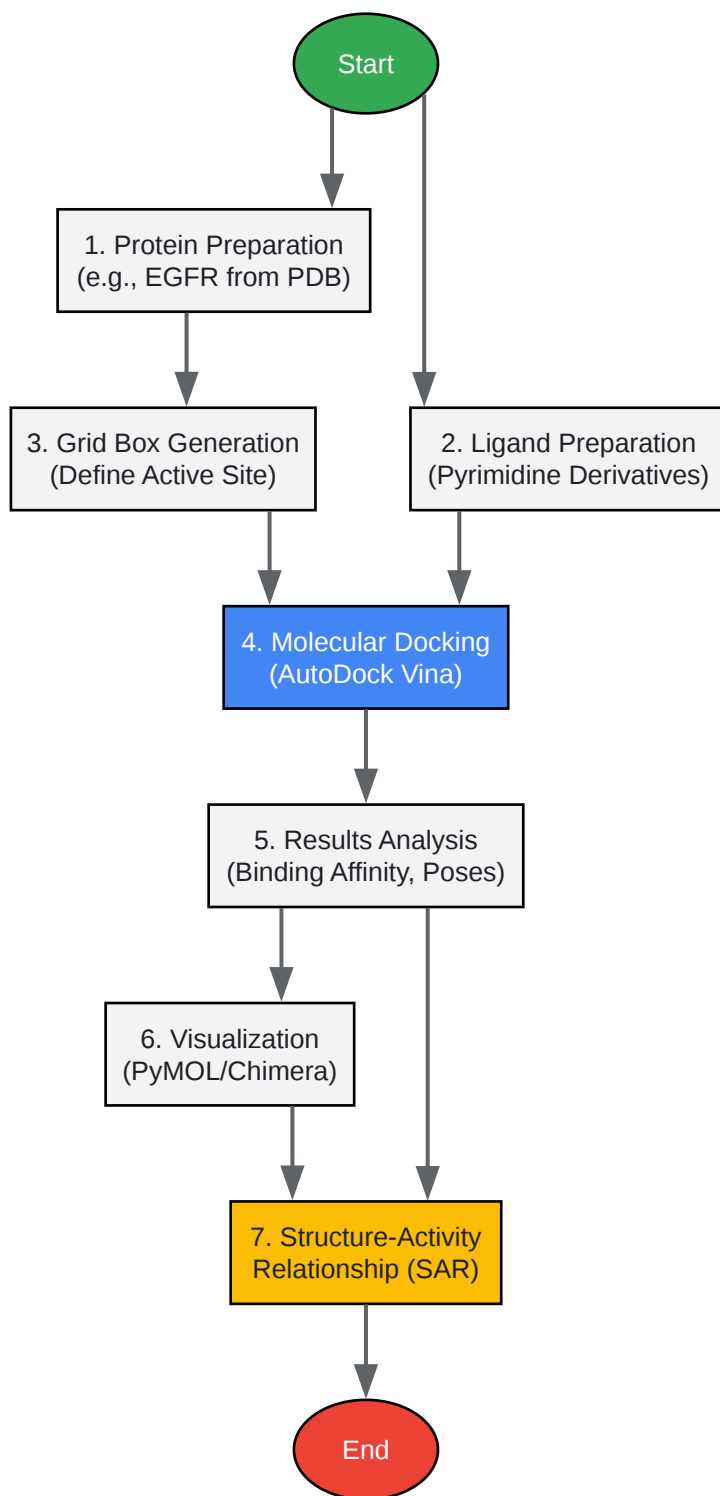 Start
1. Protein Preparation
(e.g., EGFR from PDB)
3. Grid Box Generation
(Define Active Site)
2. Ligand Preparation
(Pyrimidine Derivatives)
4. Molecular Docking
(AutoDock Vina)
5. Results Analysis
(Binding Affinity, Poses)
6. Visualization
(PyMOL/Chimera)
7. Structure-Activity
Relationship (SAR)
End